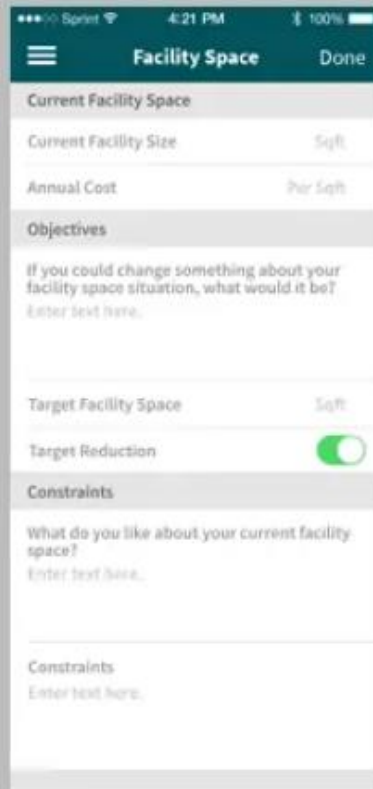 Sprint 4:21 PM 100%
Facility Space Done
Current Facility Space
Current Facility Size Sqft
Annual Cost Per Sqft
Objectives
If you could change something about your
facility space situation, what would it be?
Enter text here.
Target Facility Space Sqft
Target Reduction
Constraints
What do you like about your current facility
space?
Enter text here.
Constraints
Enter text here.